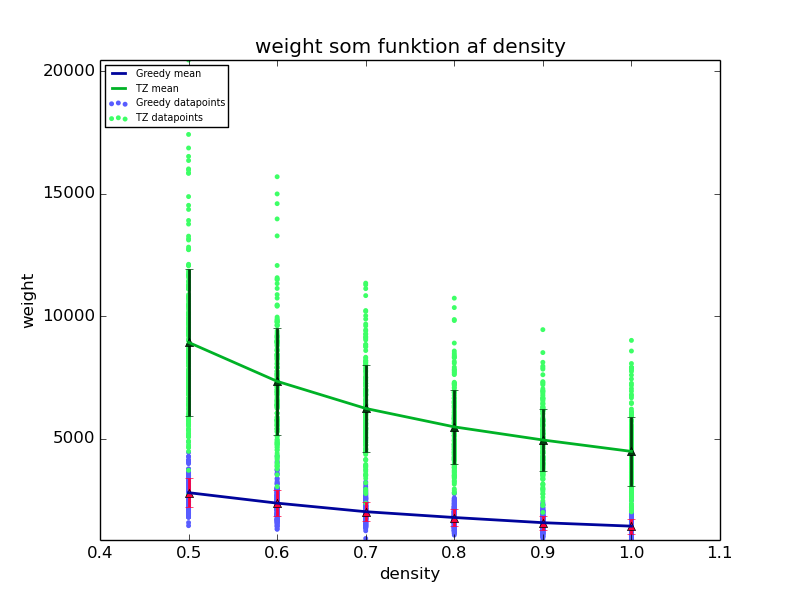 weight som funktion af density
Greedy mean
TZ mean
Greedy datapoints
TZ datapoints
20000
15000
10000
5000
weight
0.4 0.5 0.6 0.7 0.8 0.9 1.0 1.1
density